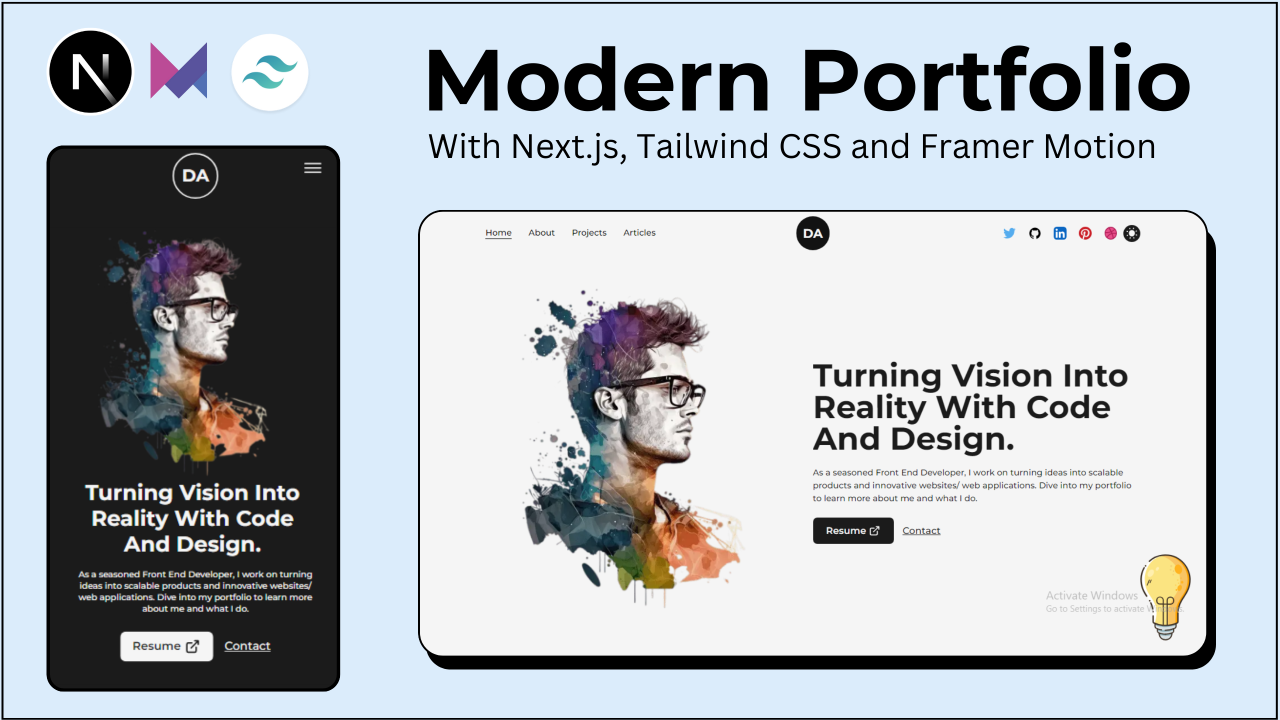 N
Modern Portfolio
With Next.js, Tailwind CSS and Framer Motion
DA
Turning Vision Into
Reality With Code
And Design.
As a seasoned Front End Developer, I work on turning
ideas into scalable products and innovative websites/
web applications. Dive into my portfolio to learn more
about me and what I do.
Resume Contact
Home About Projects Articles DA
Turning Vision Into
Reality With Code
And Design.
As a seasoned Front End Developer, I work on turning ideas into scalable
products and innovative websites/ web applications. Dive into my portfolio
to learn more about me and what I do.
Resume Contact
Activate Windows
Go to Settings to activate Windows.